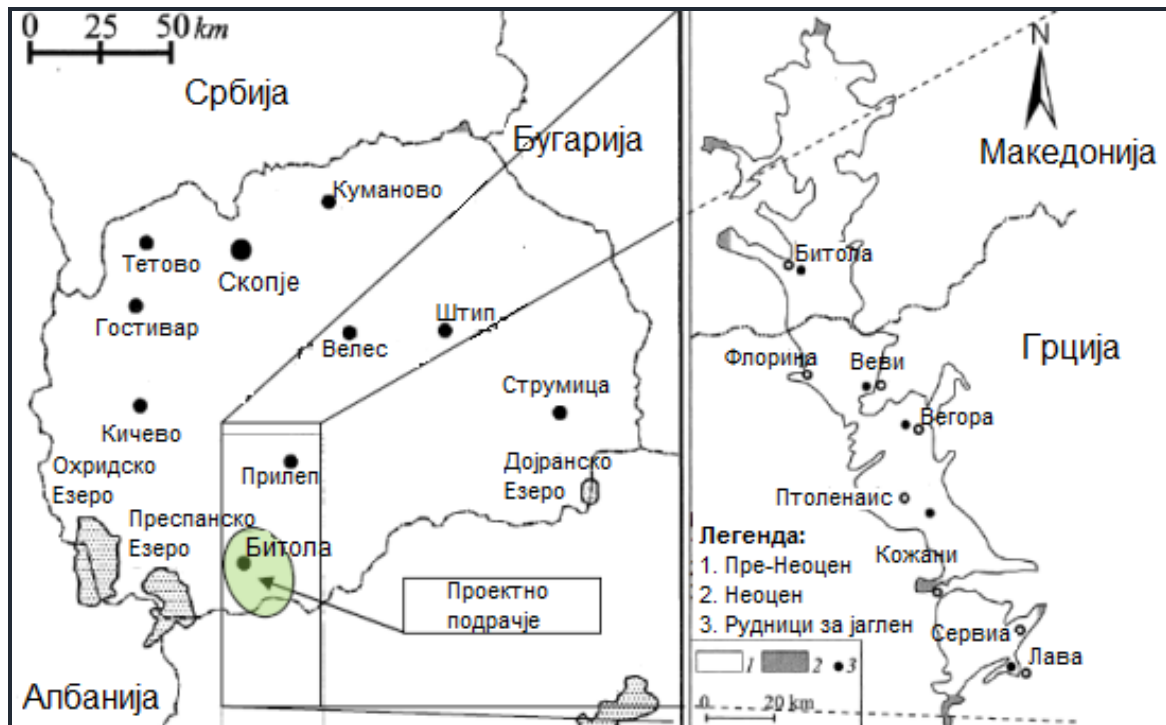 0 25 50 km
Србија
Бугарија
Куманово
Тетово
Скопје
Гостивар
Велес
Штип
Струмица
Кичево
Охридско
Езеро
Прилеп
Дојранско
Езеро
Преспанско
Езеро
Битола
Проектно
подрачје
Албанија
N
Македонија
Битола
Грција
Флорина
Веви
Вегора
Птоленаис
Кожани
Сервиа
Лава
Легенда:
1. Пре-Неоцен
2. Неоцен
3. Рудници за јаглен
1 2 3
0 20 km